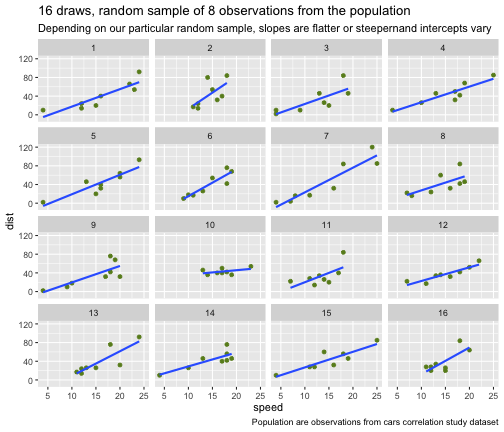 16 draws, random sample of 8 observations from the population
Depending on our particular random sample, slopes are flatter or steepernand intercepts vary
1 2 3 4
5 6 7 8
9 10 11 12
13 14 15 16
dist
120
80
40
0
120
80
40
0
120
80
40
0
120
80
40
0
5 10 15 20 25 5 10 15 20 25 5 10 15 20 25 5 10 15 20 25
speed
Population are observations from cars correlation study dataset